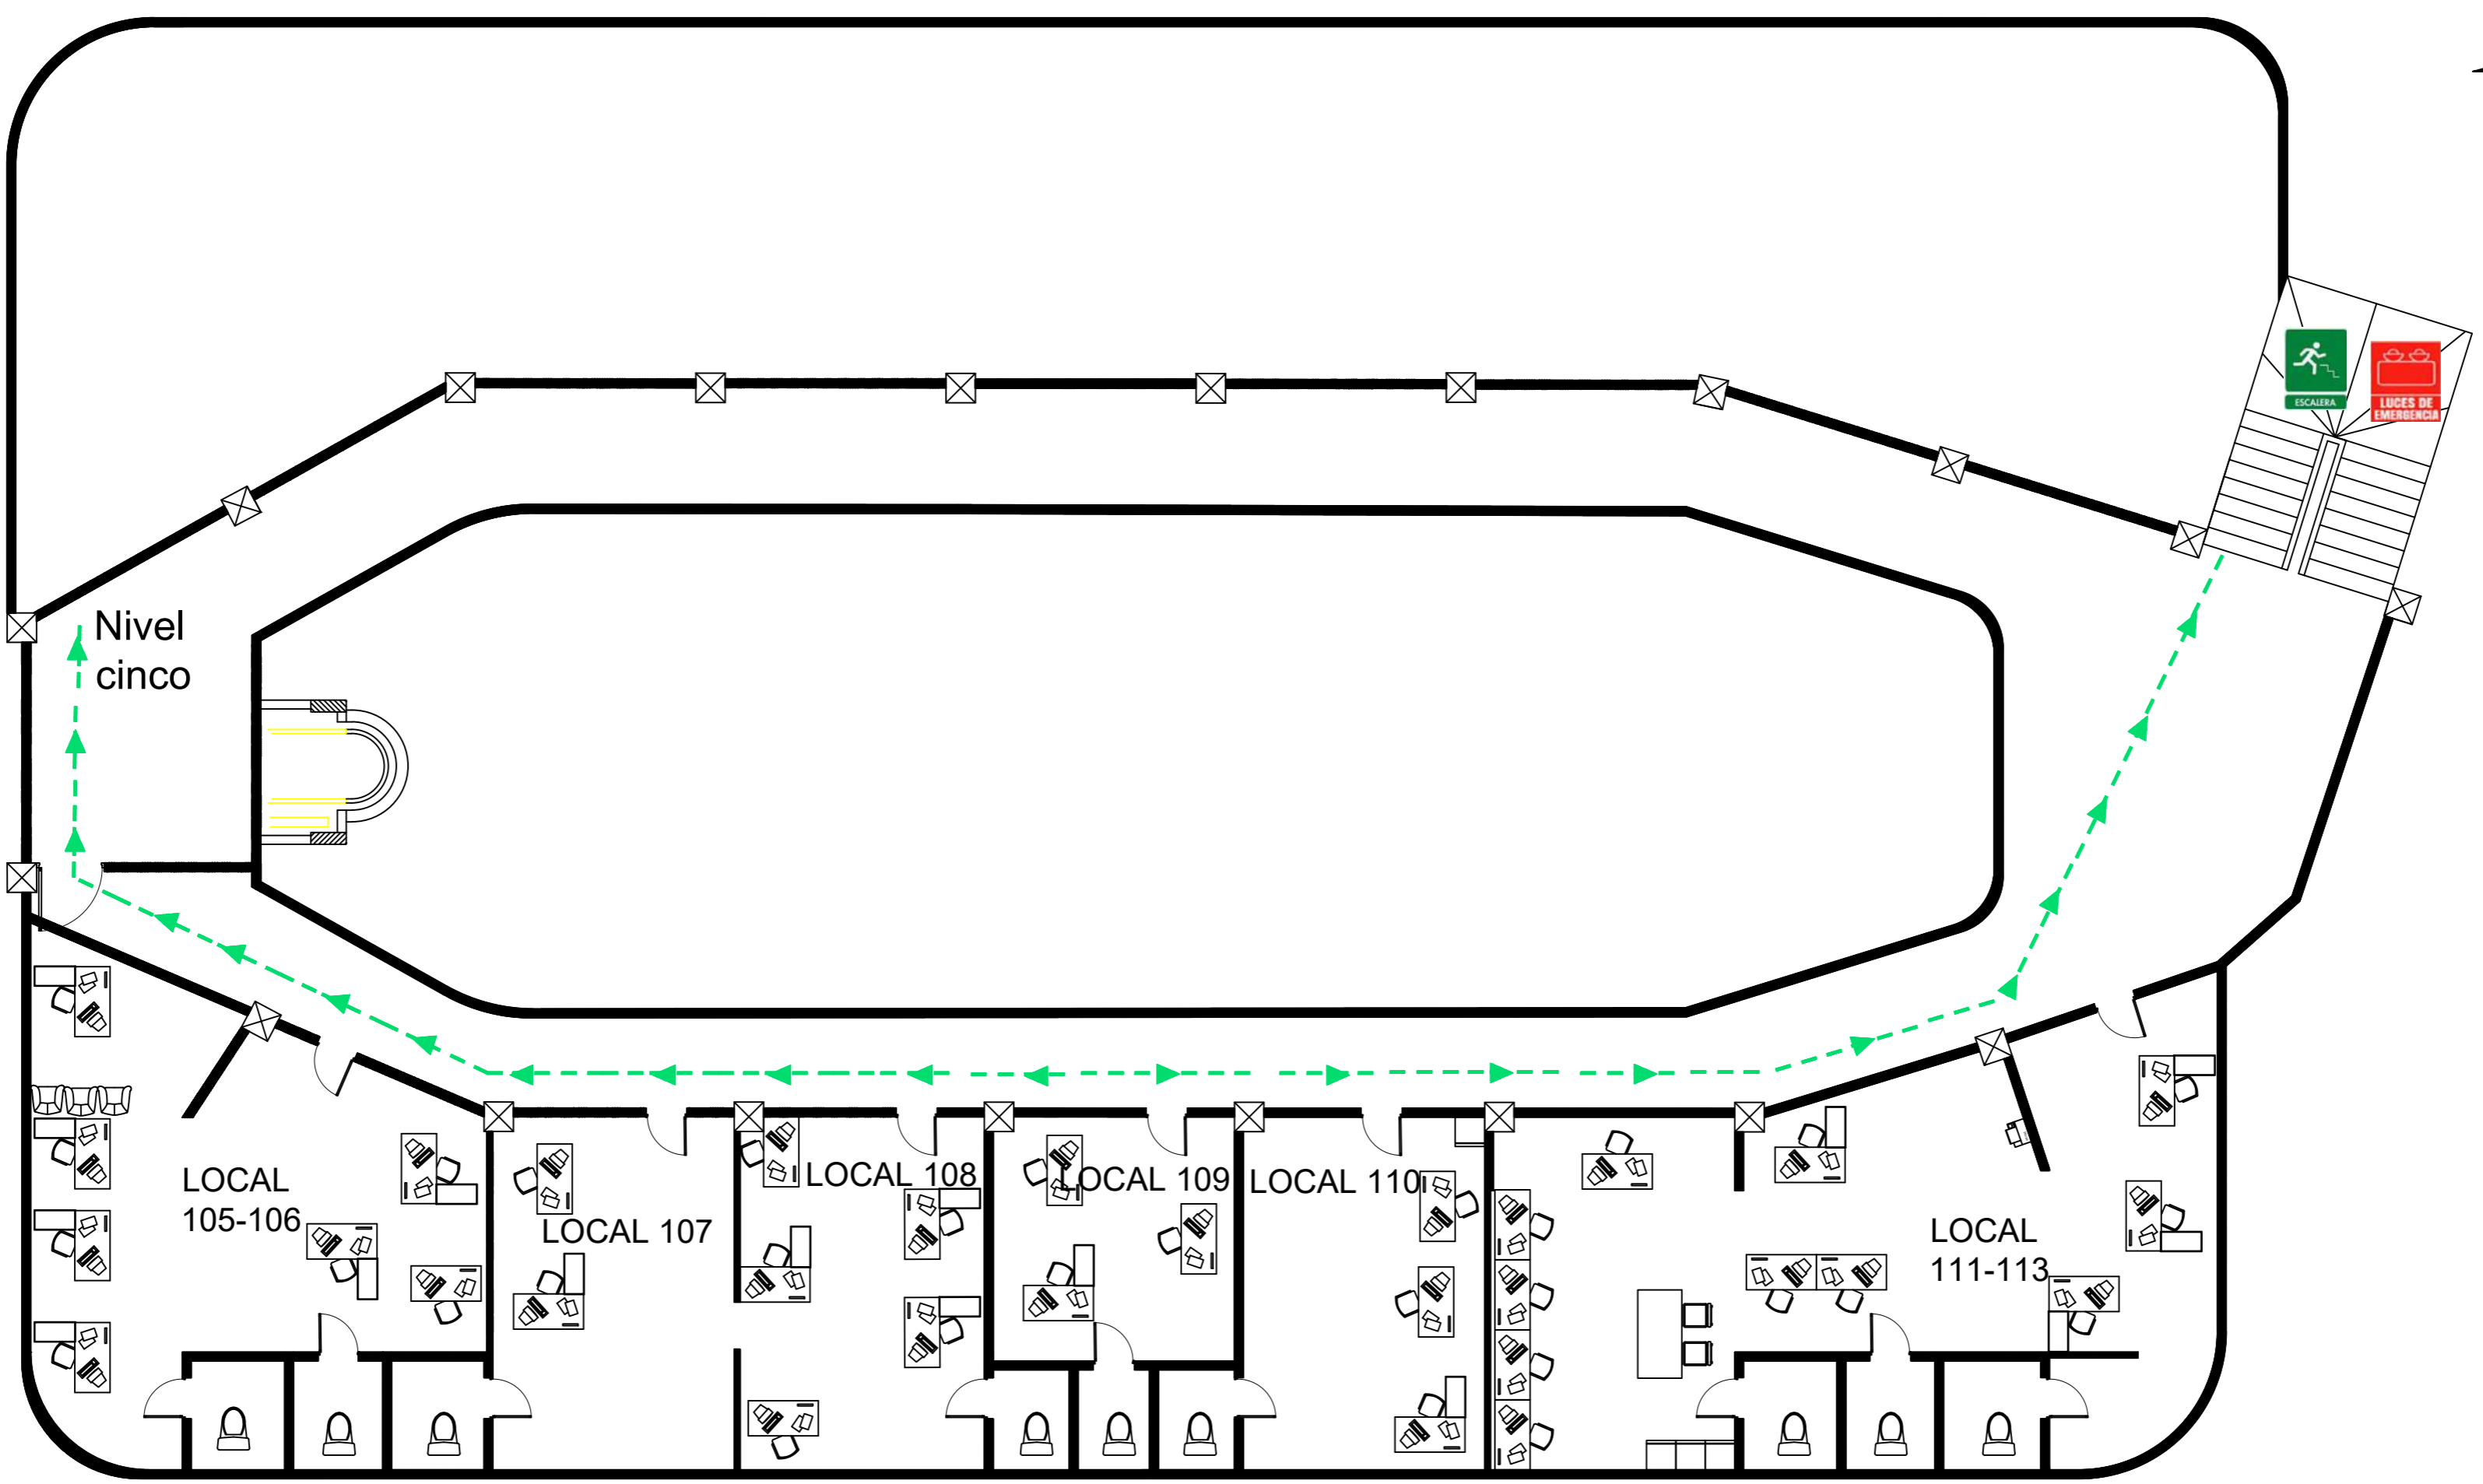 ESCALERA
LUCES DE
EMERGENCIA
Nivel
cinco
LOCAL
105-106
LOCAL 107
LOCAL 108
LOCAL 109
LOCAL 110
LOCAL
111-113